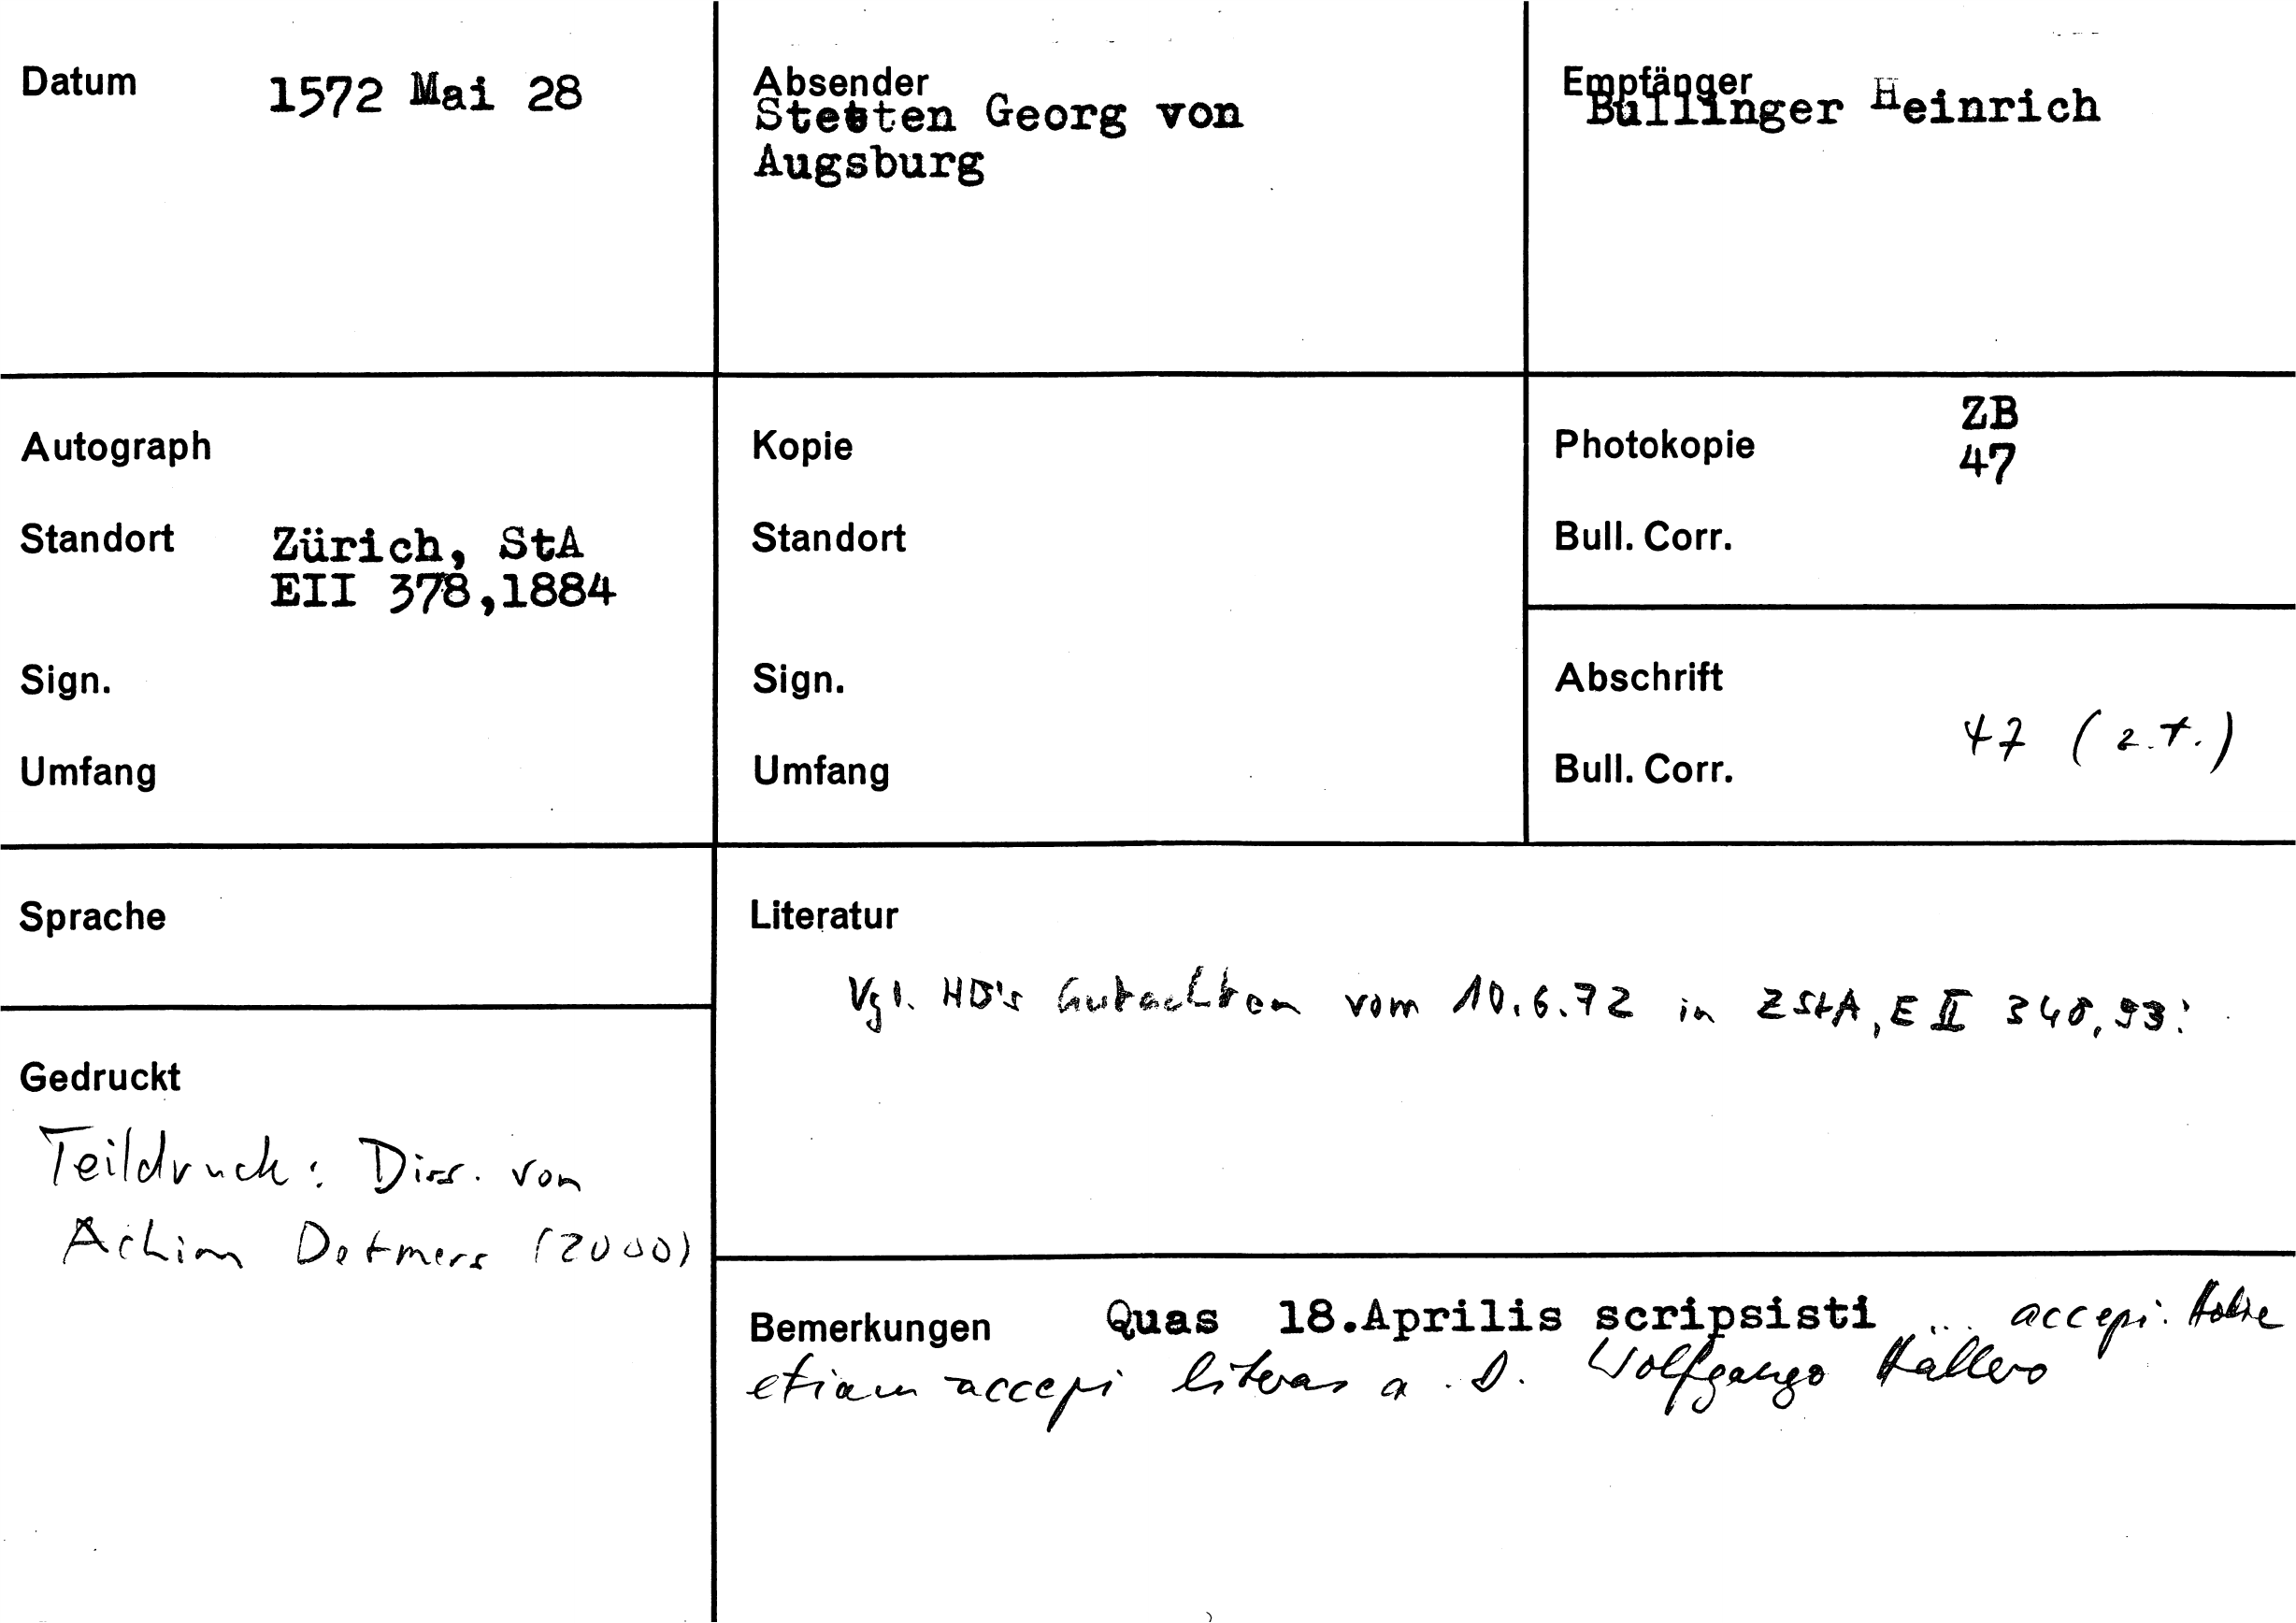 Datum 1572 Mai 28
Absender
Stetten Georg von
Augsburg
Empfänger
Bullinger Heinrich
Autograph
Standort Zürich, StA
EII 378,1884
Sign.
Umfang
Kopie
Standort
Sign.
Umfang
Photokopie ZB
47
Bull. Corr.
Abschrift
47 (z.T.)
Bull. Corr.
Sprache
Gedruckt
Teildruck: Diss. von
Achim Detmers (2000)
Literatur
Vgl. HB's Gutachten vom 10.6.72 in ZStA, E II 348, 93:
Bemerkungen Quas 18.Aprilis scripsisti ... accepi: Hodie
etiam accepi literas a D. Wolfgango Hallero